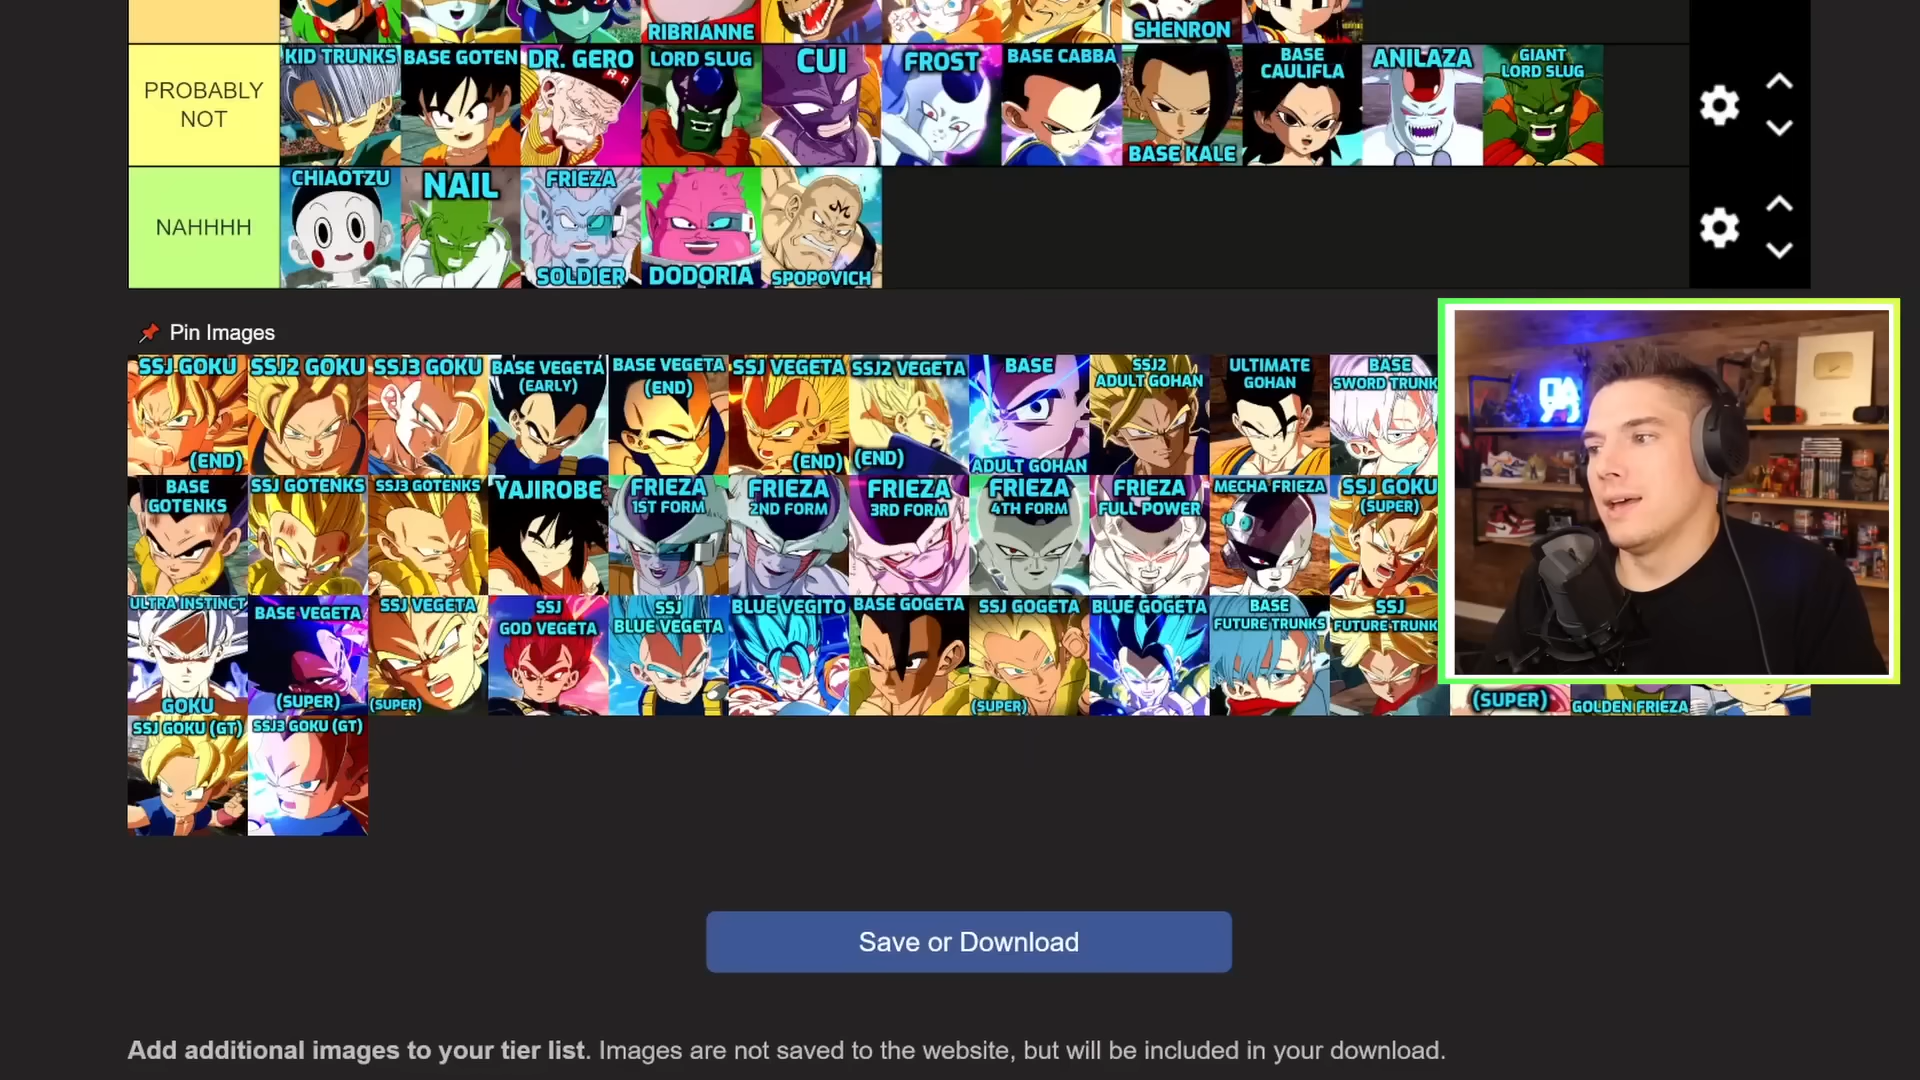 RIBRIANNE
SHENRON
PROBABLY
NOT
KID TRUNKS
BASE GOTEN
DR. GERO
LORD SLUG
CUI
FROST
BASE CABBA
BASE KALE
BASE
CAULIFLA
ANILAZA
GIANT
LORD SLUG
NAHHHH
CHIAOTZU
NAIL
FRIEZA
SOLDIER
DODORIA
SPOPOVICH
Pin Images
SSJ GOKU
(END)
SSJ2 GOKU
SSJ3 GOKU
BASE VEGETA
(EARLY)
BASE VEGETA
(END)
SSJ VEGETA
(END)
SSJ2 VEGETA
(END)
BASE
ADULT GOHAN
SSJ2
ADULT GOHAN
ULTIMATE
GOHAN
BASE
SWORD TRUNK
BASE
GOTENKS
SSJ GOTENKS
SSJ3 GOTENKS
YAJIROBE
FRIEZA
1ST FORM
FRIEZA
2ND FORM
FRIEZA
3RD FORM
FRIEZA
4TH FORM
FRIEZA
FULL POWER
MECHA FRIEZA
SSJ GOKU
(SUPER)
ULTRA INSTINCT
GOKU
BASE VEGETA
(SUPER)
SSJ VEGETA
(SUPER)
SSJ
GOD VEGETA
SSJ
BLUE VEGETA
BLUE VEGITO
BASE GOGETA
SSJ GOGETA
(SUPER)
BLUE GOGETA
BASE
FUTURE TRUNKS
SSJ
FUTURE TRUNK
(SUPER)
GOLDEN FRIEZA
SSJ GOKU (GT)
SSJ3 GOKU (GT)
Save or Download
Add additional images to your tier list. Images are not saved to the website, but will be included in your download.